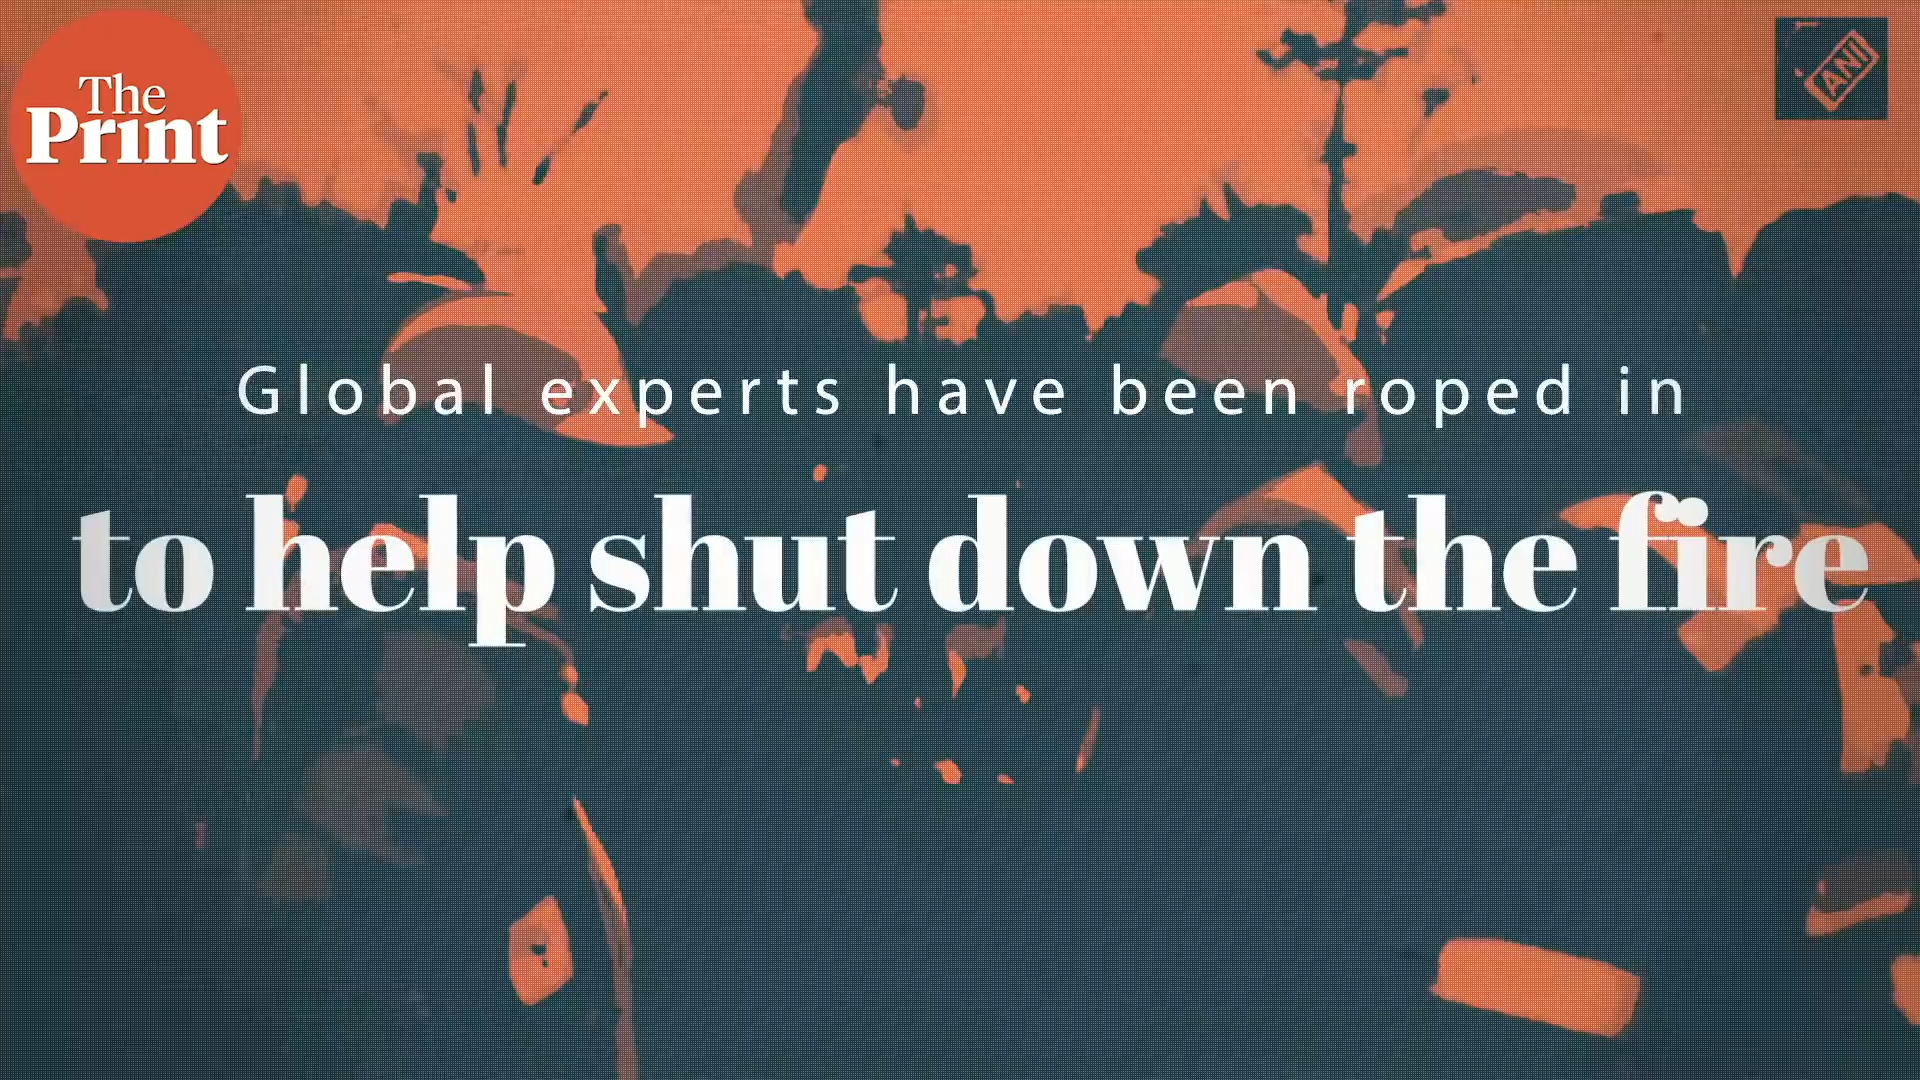 The
Print
ANI
Global experts have been roped in
to help shut down the fire